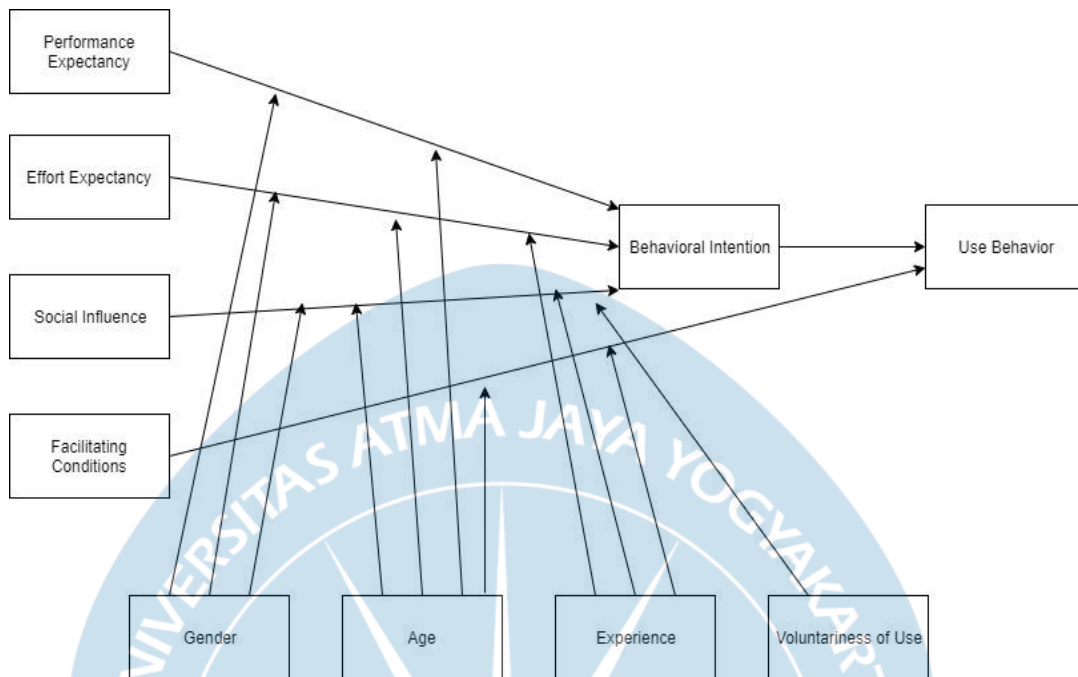 Performance
Expectancy
Effort Expectancy
Behavioral Intention
Use Behavior
Social Influence
Facilitating
Conditions
UNIVERSITAS ATMA JAYA YOGYAKARTA
Gender
Age
Experience
Voluntariness of Use